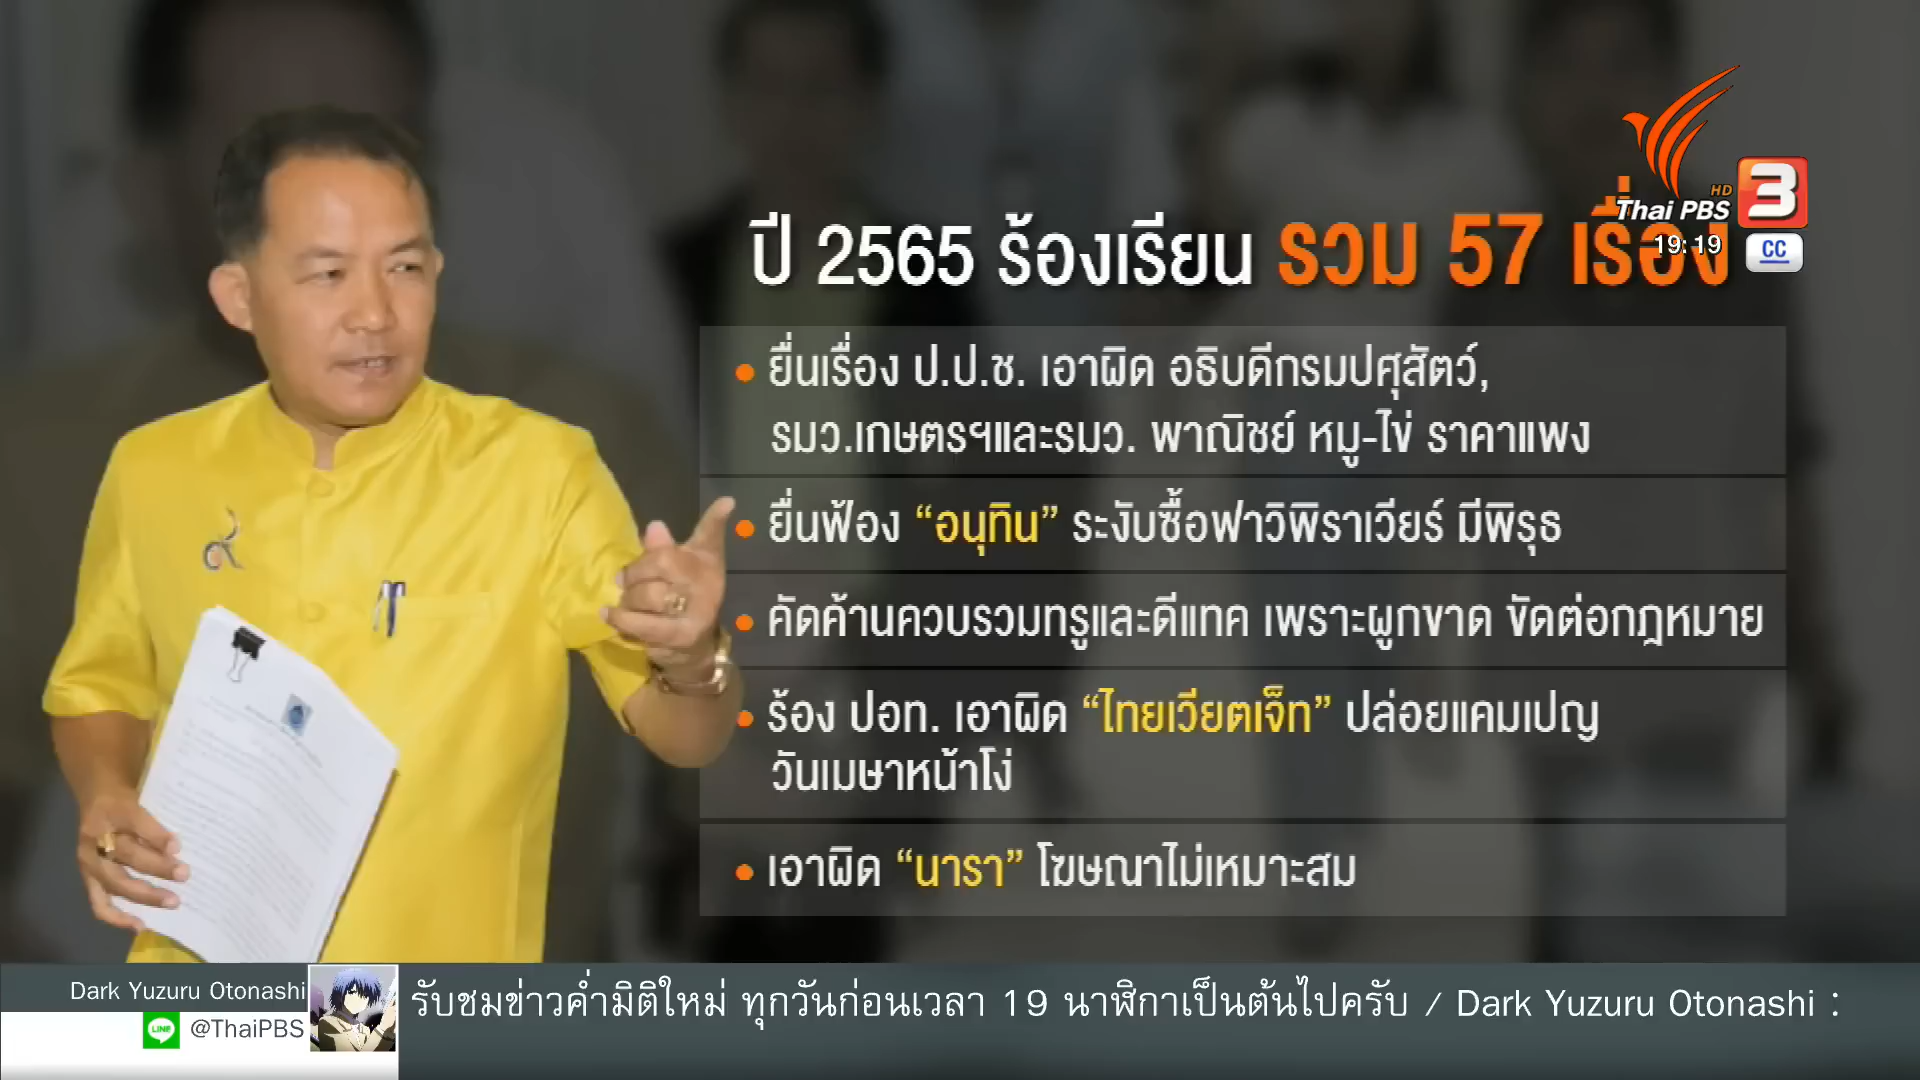 HD
Thai PBS
3
19:19
CC
ปี 2565 ร้องเรียน รวม 57 เรื่อง
• ยื่นเรื่อง ป.ป.ช. เอาผิด อธิบดีกรมปศุสัตว์,
รมว.เกษตรฯและรมว. พาณิชย์ หมู-ไข่ ราคาแพง
• ยื่นฟ้อง “อนุทิน” ระงับซื้อฟาวิพิราเวียร์ มีพิรุธ
• คัดค้านควบรวมทรูและดีแทค เพราะผูกขาด ขัดต่อกฎหมาย
• ร้อง ปอท. เอาผิด “ไทยเวียตเจ็ท” ปล่อยแคมเปญ
วันเมษาหน้าโง่
• เอาผิด “นารา” โฆษณาไม่เหมาะสม
Dark Yuzuru Otonashi
LINE @ThaiPBS
รับชมข่าวค่ำมิติใหม่ ทุกวันก่อนเวลา 19 นาฬิกาเป็นต้นไปครับ / Dark Yuzuru Otonashi :